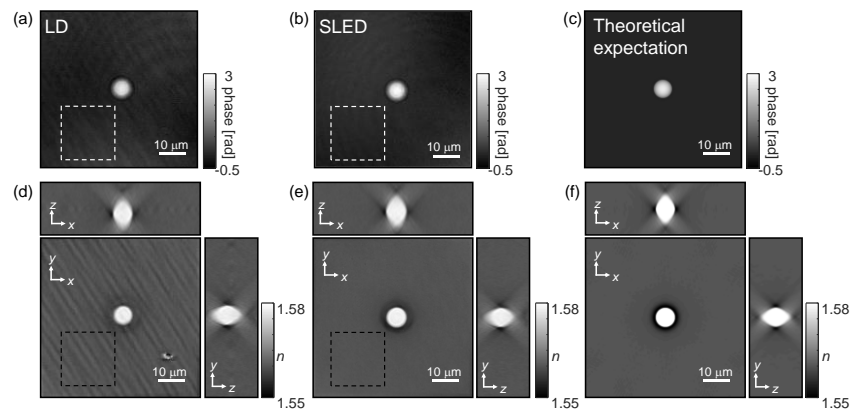 (a)
LD
3
phase [rad]
-0.5
10 μm
(b)
SLED
3
phase [rad]
-0.5
10 μm
(c)
Theoretical
expectation
3
phase [rad]
-0.5
10 μm
(d)
z
x
y
x
10 μm
y
z
1.58
n
1.55
(e)
z
x
y
x
10 μm
y
z
1.58
n
1.55
(f)
z
x
y
x
10 μm
y
z
1.58
n
1.55